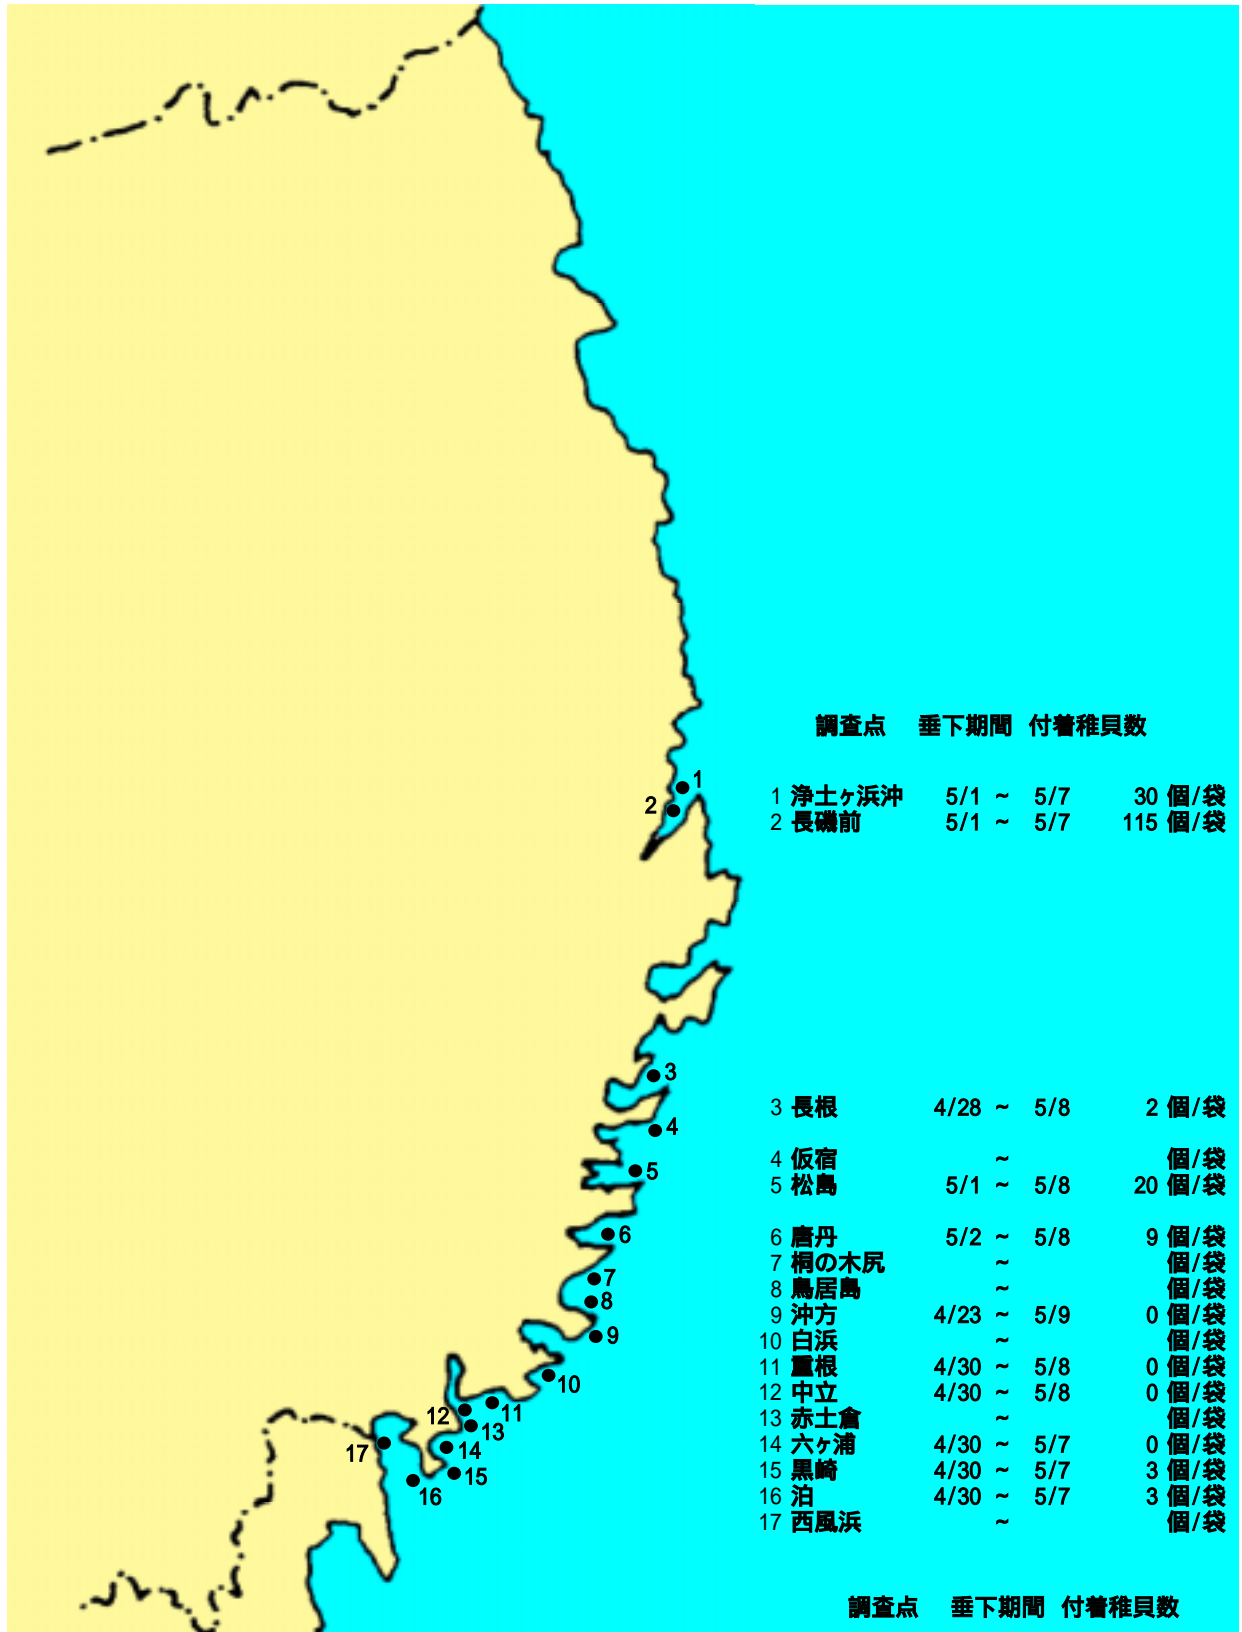 調査点 垂下期間 付着稚貝数
1 浄土ヶ浜沖 5/1 ~ 5/7 30 個/袋
2 長磯前 5/1 ~ 5/7 115 個/袋
3 長根 4/28 ~ 5/8 2 個/袋
4 仮宿 ~ 個/袋
5 松島 5/1 ~ 5/8 20 個/袋
6 唐丹 5/2 ~ 5/8 9 個/袋
7 桐の木尻 ~ 個/袋
8 鳥居島 ~ 個/袋
9 沖方 4/23 ~ 5/9 0 個/袋
10 白浜 ~ 個/袋
11 重根 4/30 ~ 5/8 0 個/袋
12 中立 4/30 ~ 5/8 0 個/袋
13 赤土倉 ~ 個/袋
14 六ヶ浦 4/30 ~ 5/7 0 個/袋
15 黒崎 4/30 ~ 5/7 3 個/袋
16 泊 4/30 ~ 5/7 3 個/袋
17 西風浜 ~ 個/袋
調査点 垂下期間 付着稚貝数
1
2
3
4
5
6
7
8
9
10
11
12
13
14
15
16
17